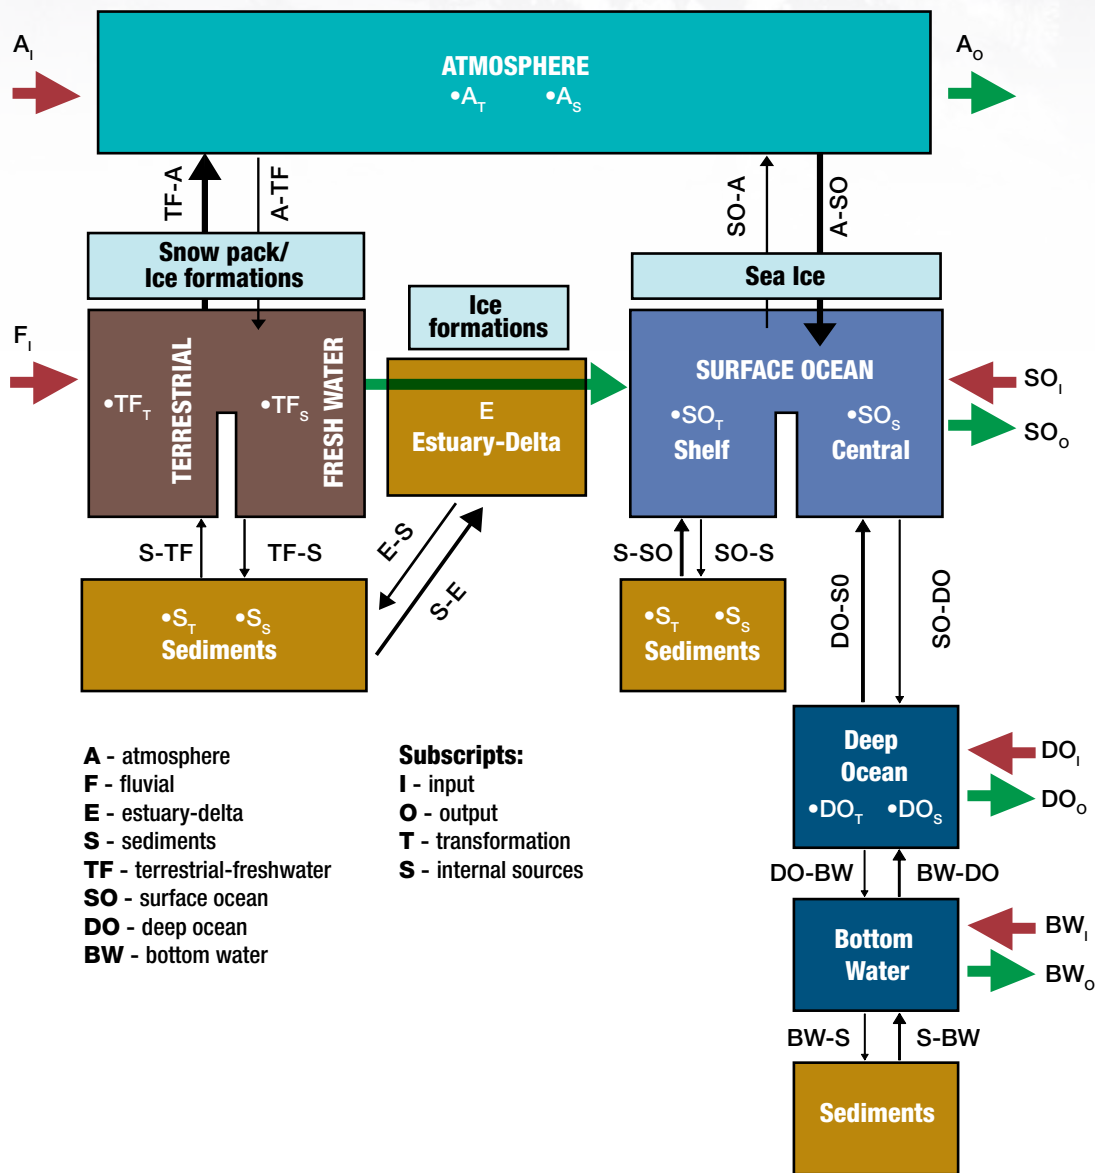 A_I
ATMOSPHERE
•A_T •A_S
A_O
TF-A
A-TF
SO-A
A-SO
Snow pack/
Ice formations
Ice
formations
Sea Ice
F_I
TERRESTRIAL
FRESH WATER
•TF_T
•TF_S
E
Estuary-Delta
SURFACE OCEAN
•SO_T
Shelf
•SO_S
Central
SO_I
SO_O
S-TF
TF-S
E-S
S-E
S-SO
SO-S
DO-S0
SO-DO
•S_T •S_S
Sediments
•S_T •S_S
Sediments
A - atmosphere
F - fluvial
E - estuary-delta
S - sediments
TF - terrestrial-freshwater
SO - surface ocean
DO - deep ocean
BW - bottom water
Subscripts:
I - input
O - output
T - transformation
S - internal sources
Deep
Ocean
•DO_T •DO_S
DO_I
DO_O
DO-BW
BW-DO
Bottom
Water
BW_I
BW_O
BW-S
S-BW
Sediments